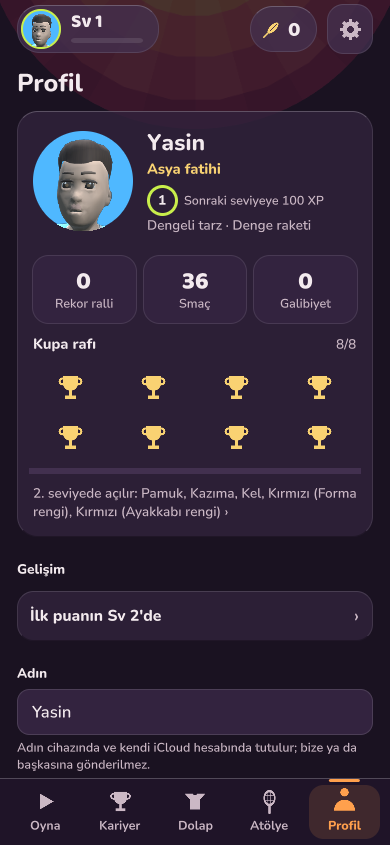 Sv 1
0
Profil
Yasin
Asya fatihi
1 Sonraki seviyeye 100 XP
Dengeli tarz · Denge raketi
0 36 0
Rekor ralli Smaç Galibiyet
Kupa rafı 8/8
2. seviyede açılır: Pamuk, Kazıma, Kel, Kırmızı (Forma
rengi), Kırmızı (Ayakkabı rengi) ›
Gelişim
İlk puanın Sv 2'de ›
Adın
Yasin
Adın cihazında ve kendi iCloud hesabında tutulur; bize ya da
başkasına gönderilmez.
Oyna Kariyer Dolap Atölye Profil